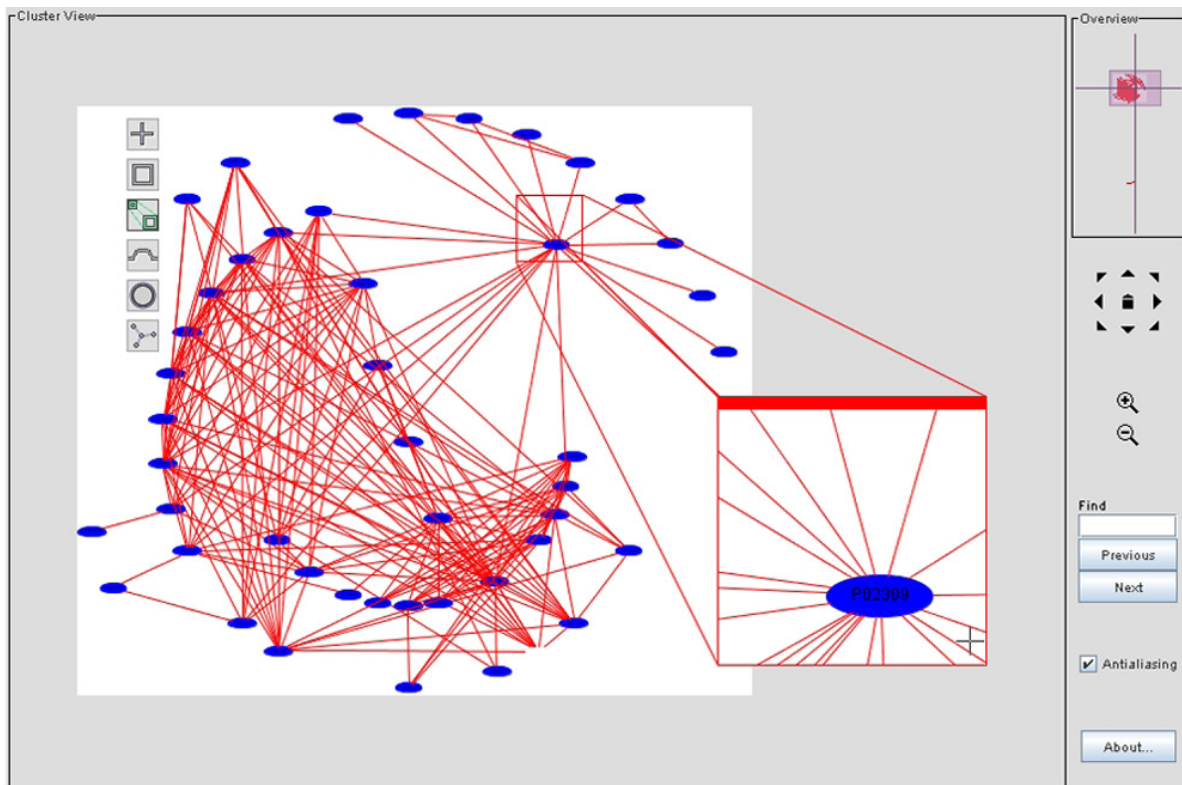 Cluster View
Overview
P02309
Find
Previous
Next
Antialiasing
About...